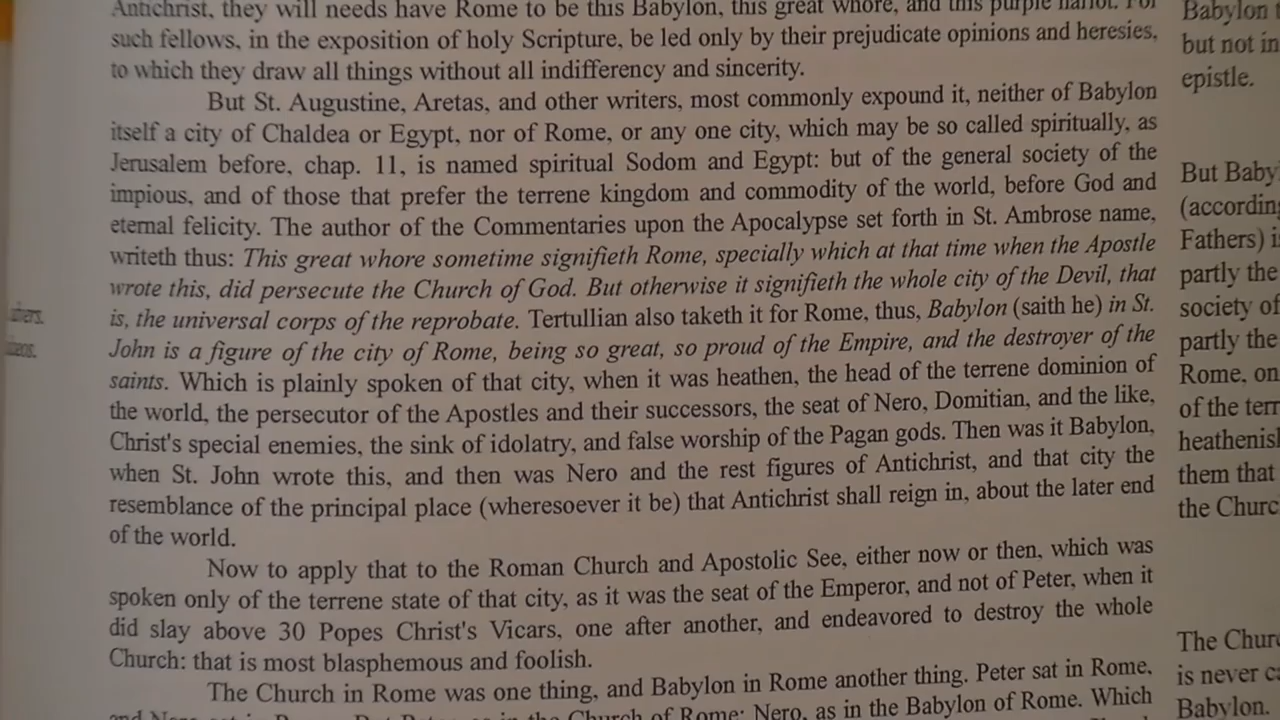 Antichrist, they will needs have Rome to be this Babylon, this great whore, and this purple harlot. For
such fellows, in the exposition of holy Scripture, be led only by their prejudicate opinions and heresies,
to which they draw all things without all indifferency and sincerity.
But St. Augustine, Aretas, and other writers, most commonly expound it, neither of Babylon
itself a city of Chaldea or Egypt, nor of Rome, or any one city, which may be so called spiritually, as
Jerusalem before, chap. 11, is named spiritual Sodom and Egypt: but of the general society of the
impious, and of those that prefer the terrene kingdom and commodity of the world, before God and
eternal felicity. The author of the Commentaries upon the Apocalypse set forth in St. Ambrose name,
writeth thus: This great whore sometime signifieth Rome, specially which at that time when the Apostle
wrote this, did persecute the Church of God. But otherwise it signifieth the whole city of the Devil, that
is, the universal corps of the reprobate. Tertullian also taketh it for Rome, thus, Babylon (saith he) in St.
John is a figure of the city of Rome, being so great, so proud of the Empire, and the destroyer of the
saints. Which is plainly spoken of that city, when it was heathen, the head of the terrene dominion of
the world, the persecutor of the Apostles and their successors, the seat of Nero, Domitian, and the like,
Christ's special enemies, the sink of idolatry, and false worship of the Pagan gods. Then was it Babylon,
when St. John wrote this, and then was Nero and the rest figures of Antichrist, and that city the
resemblance of the principal place (wheresoever it be) that Antichrist shall reign in, about the later end
of the world.
Now to apply that to the Roman Church and Apostolic See, either now or then, which was
spoken only of the terrene state of that city, as it was the seat of the Emperor, and not of Peter, when it
did slay above 30 Popes Christ's Vicars, one after another, and endeavored to destroy the whole
Church: that is most blasphemous and foolish.
The Church in Rome was one thing, and Babylon in Rome another thing. Peter sat in Rome,
Church of Rome: Nero, as in the Babylon of Rome. Which
Babylon
but not in
epistle.
But Baby
(according
Fathers) i
partly the
society of
partly the
Rome, on
of the terr
heathenish
them that
the Churc
The Churc
is never ca
Babylon.